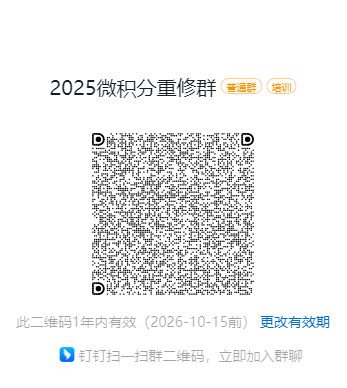 2025微积分重修群 普通群 培训
此二维码1年内有效（2026-10-15前） 更改有效期
钉钉扫一扫群二维码，立即加入群聊